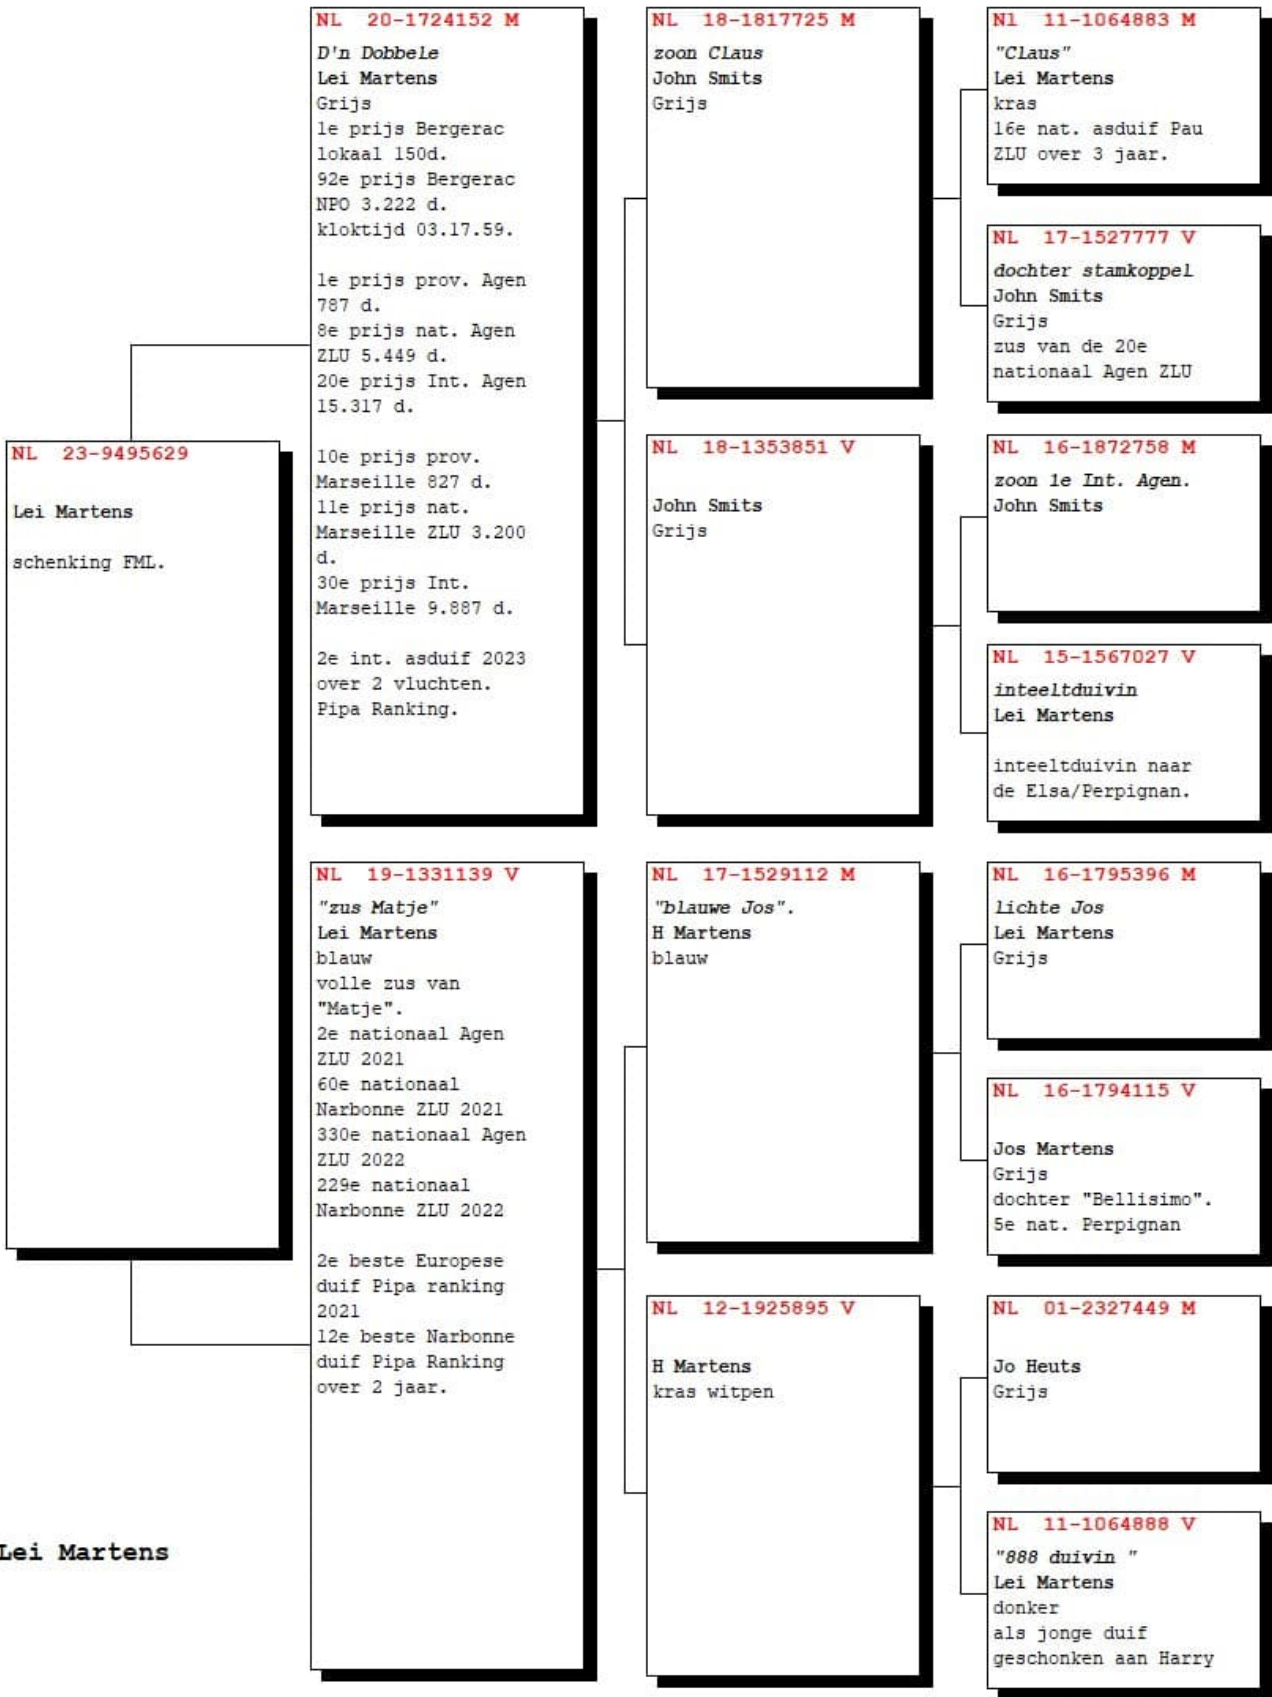 NL 23-9495629
Lei Martens
schenking FML.
NL 20-1724152 M
D'n Dobbele
Lei Martens
Grijs
1e prijs Bergerac
lokaal 150d.
92e prijs Bergerac
NPO 3.222 d.
kloktijd 03.17.59.
1e prijs prov. Agen
787 d.
8e prijs nat. Agen
ZLU 5.449 d.
20e prijs Int. Agen
15.317 d.
10e prijs prov.
Marseille 827 d.
11e prijs nat.
Marseille ZLU 3.200
d.
30e prijs Int.
Marseille 9.887 d.
2e int. asduif 2023
over 2 vluchten.
Pipa Ranking.
NL 19-1331139 V
"zus Matje"
Lei Martens
blauw
volle zus van
"Matje".
2e nationaal Agen
ZLU 2021
60e nationaal
Narbonne ZLU 2021
330e nationaal Agen
ZLU 2022
229e nationaal
Narbonne ZLU 2022
2e beste Europese
duif Pipa ranking
2021
12e beste Narbonne
duif Pipa Ranking
over 2 jaar.
NL 18-1817725 M
zoon Claus
John Smits
Grijs
NL 18-1353851 V
John Smits
Grijs
NL 17-1529112 M
"blauwe Jos".
H Martens
blauw
NL 12-1925895 V
H Martens
kras witpen
Nl 11-1064883 M
"Claus"
Lei Martens
kras
16e nat. asduif Pau
ZLU over 3 jaar.
NL 17-1527777 V
dochter stamkoppel
John Smits
Grijs
zus van de 20e
nationaal Agen ZLU
NL 16-1872758 M
zoon 1e Int. Agen.
John Smits
NL 15-1567027 V
inteeltduivin
Lei Martens
inteeltduivin naar
de Elsa/Perpignan.
NL 16-1795396 M
lichte Jos
Lei Martens
Grijs
NL 16-1794115 V
Jos Martens
Grijs
dochter "Bellisimo".
5e nat. Perpignan
NL 01-2327449 M
Jo Heuts
Grijs
NL 11-1064888 V
"888 duivin "
Lei Martens
donker
als jonge duif
geschonken aan Harry
Lei Martens